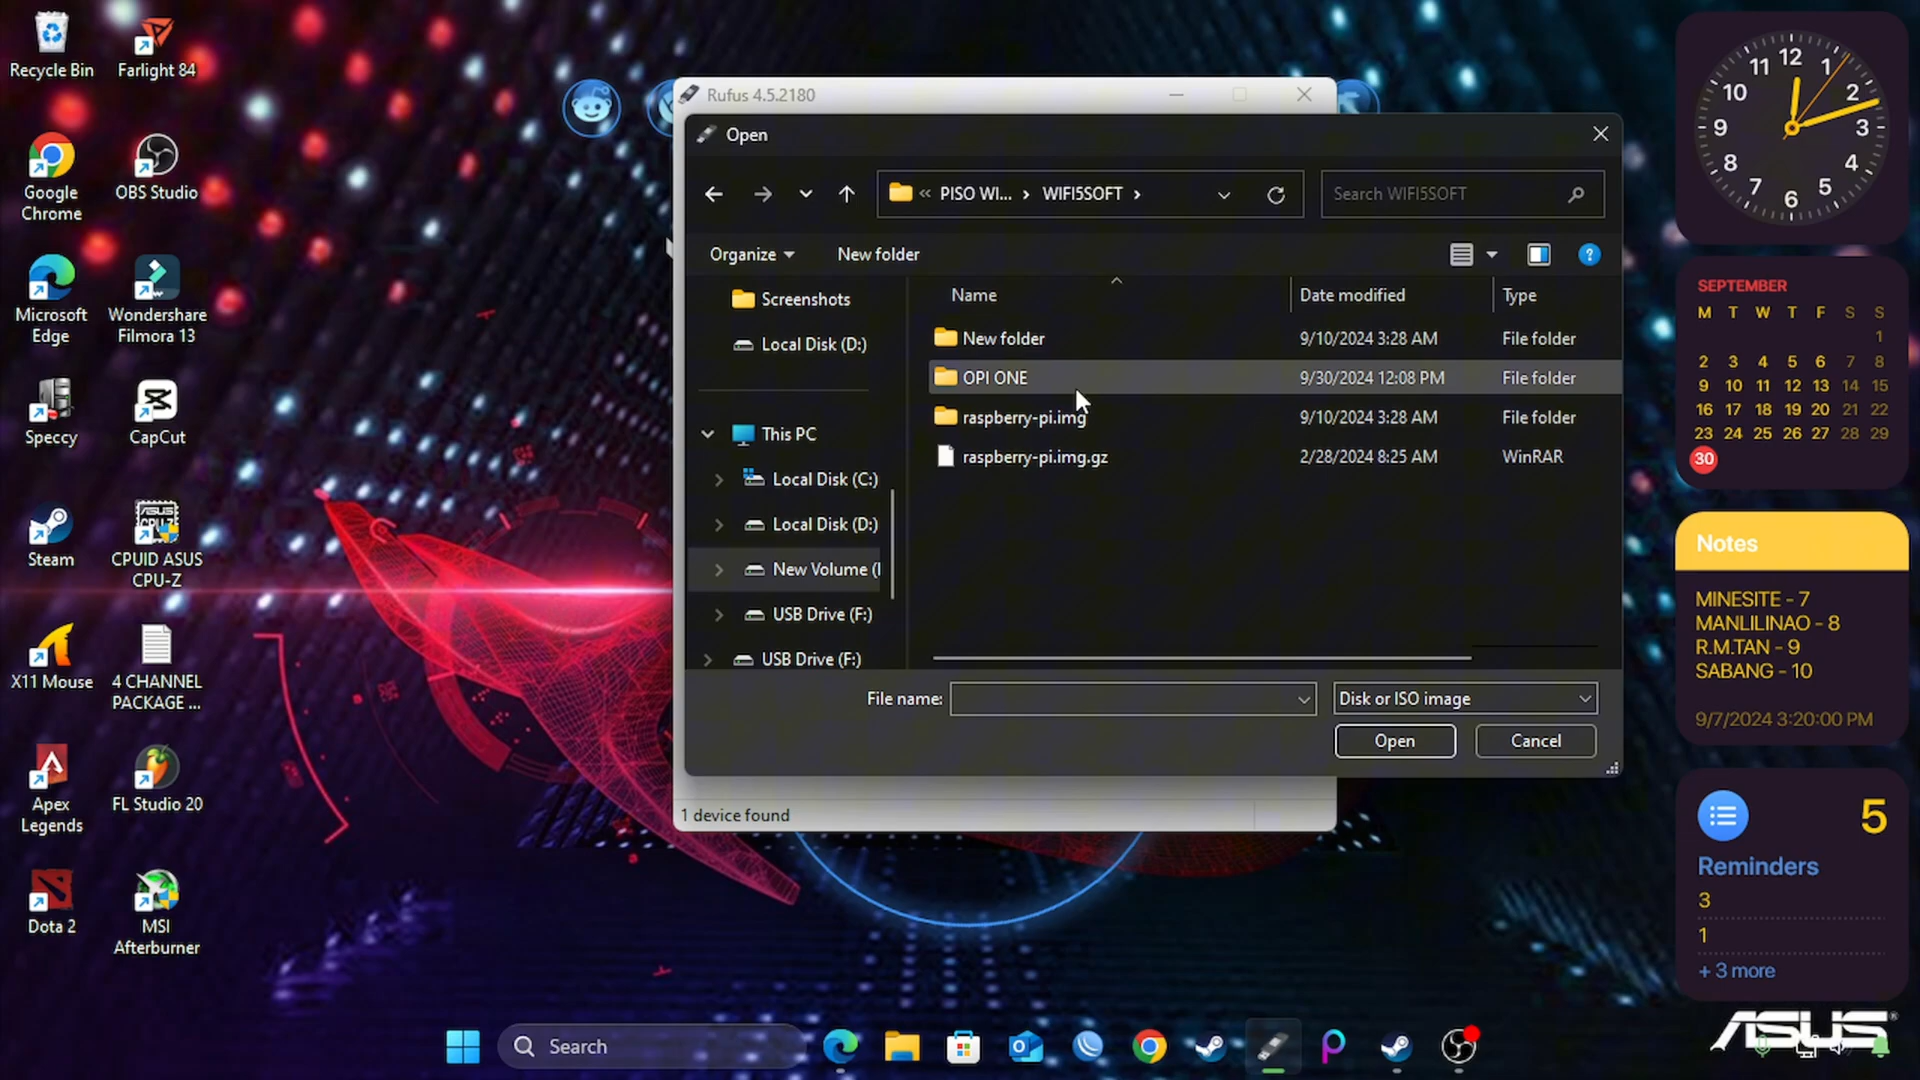 Recycle Bin
Farlight 84
Google
Chrome
OBS Studio
Microsoft
Edge
Wondershare
Filmora 13
Speccy
CapCut
Steam
CPUID ASUS
CPU-Z
X11 Mouse
4 CHANNEL
PACKAGE ...
Apex
Legends
FL Studio 20
Dota 2
MSI
Afterburner
Rufus 4.5.2180
Open
« PISO WI... › WIFI5SOFT ›
Search WIFI5SOFT
Organize
New folder
Screenshots
Local Disk (D:)
This PC
Local Disk (C:)
Local Disk (D:)
New Volume (
USB Drive (F:)
USB Drive (F:)
Name
Date modified
Type
New folder
9/10/2024 3:28 AM
File folder
OPI ONE
9/30/2024 12:08 PM
File folder
raspberry-pi.img
9/10/2024 3:28 AM
File folder
raspberry-pi.img.gz
2/28/2024 8:25 AM
WinRAR
File name:
Disk or ISO image
Open
Cancel
1 device found
12
1
2
3
4
5
6
7
8
9
10
11
SEPTEMBER
M T W T F S S
1
2 3 4 5 6 7 8
9 10 11 12 13 14 15
16 17 18 19 20 21 22
23 24 25 26 27 28 29
30
Notes
MINESITE - 7
MANLILINAO - 8
R.M.TAN - 9
SABANG - 10
9/7/2024 3:20:00 PM
5
Reminders
3
1
+ 3 more
ASUS
Search